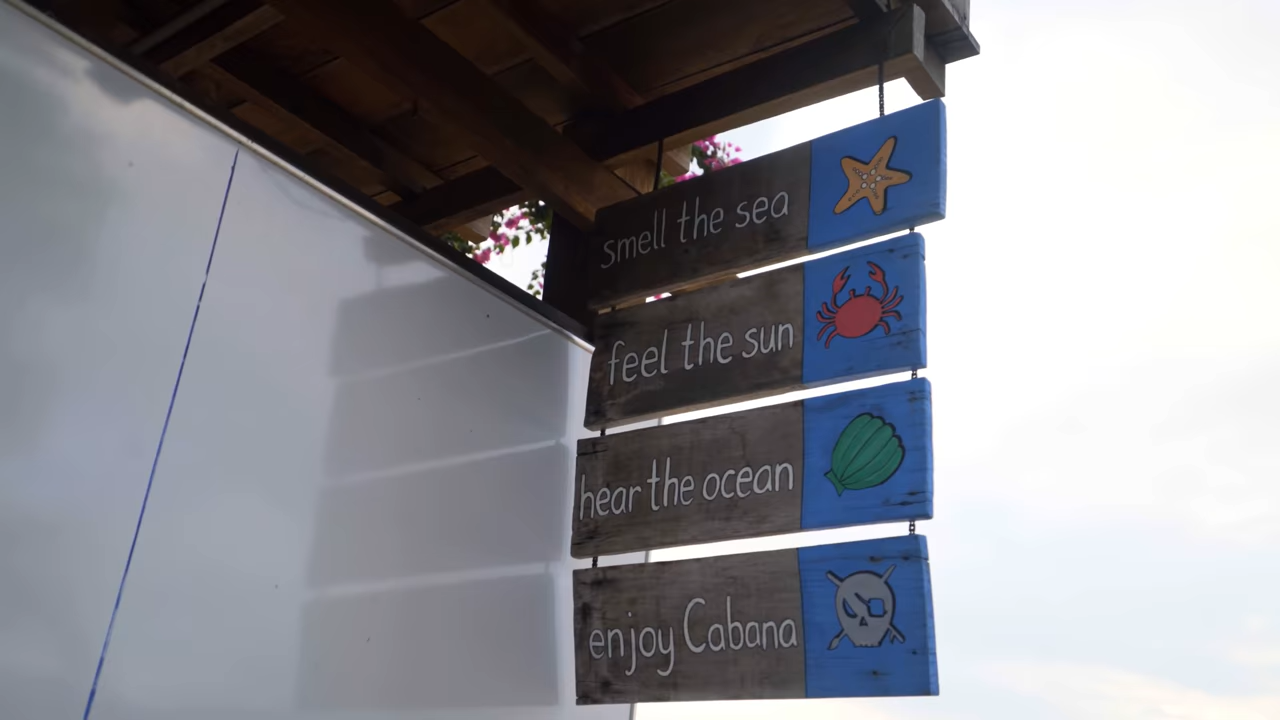 smell the sea
feel the sun
hear the ocean
enjoy Cabana